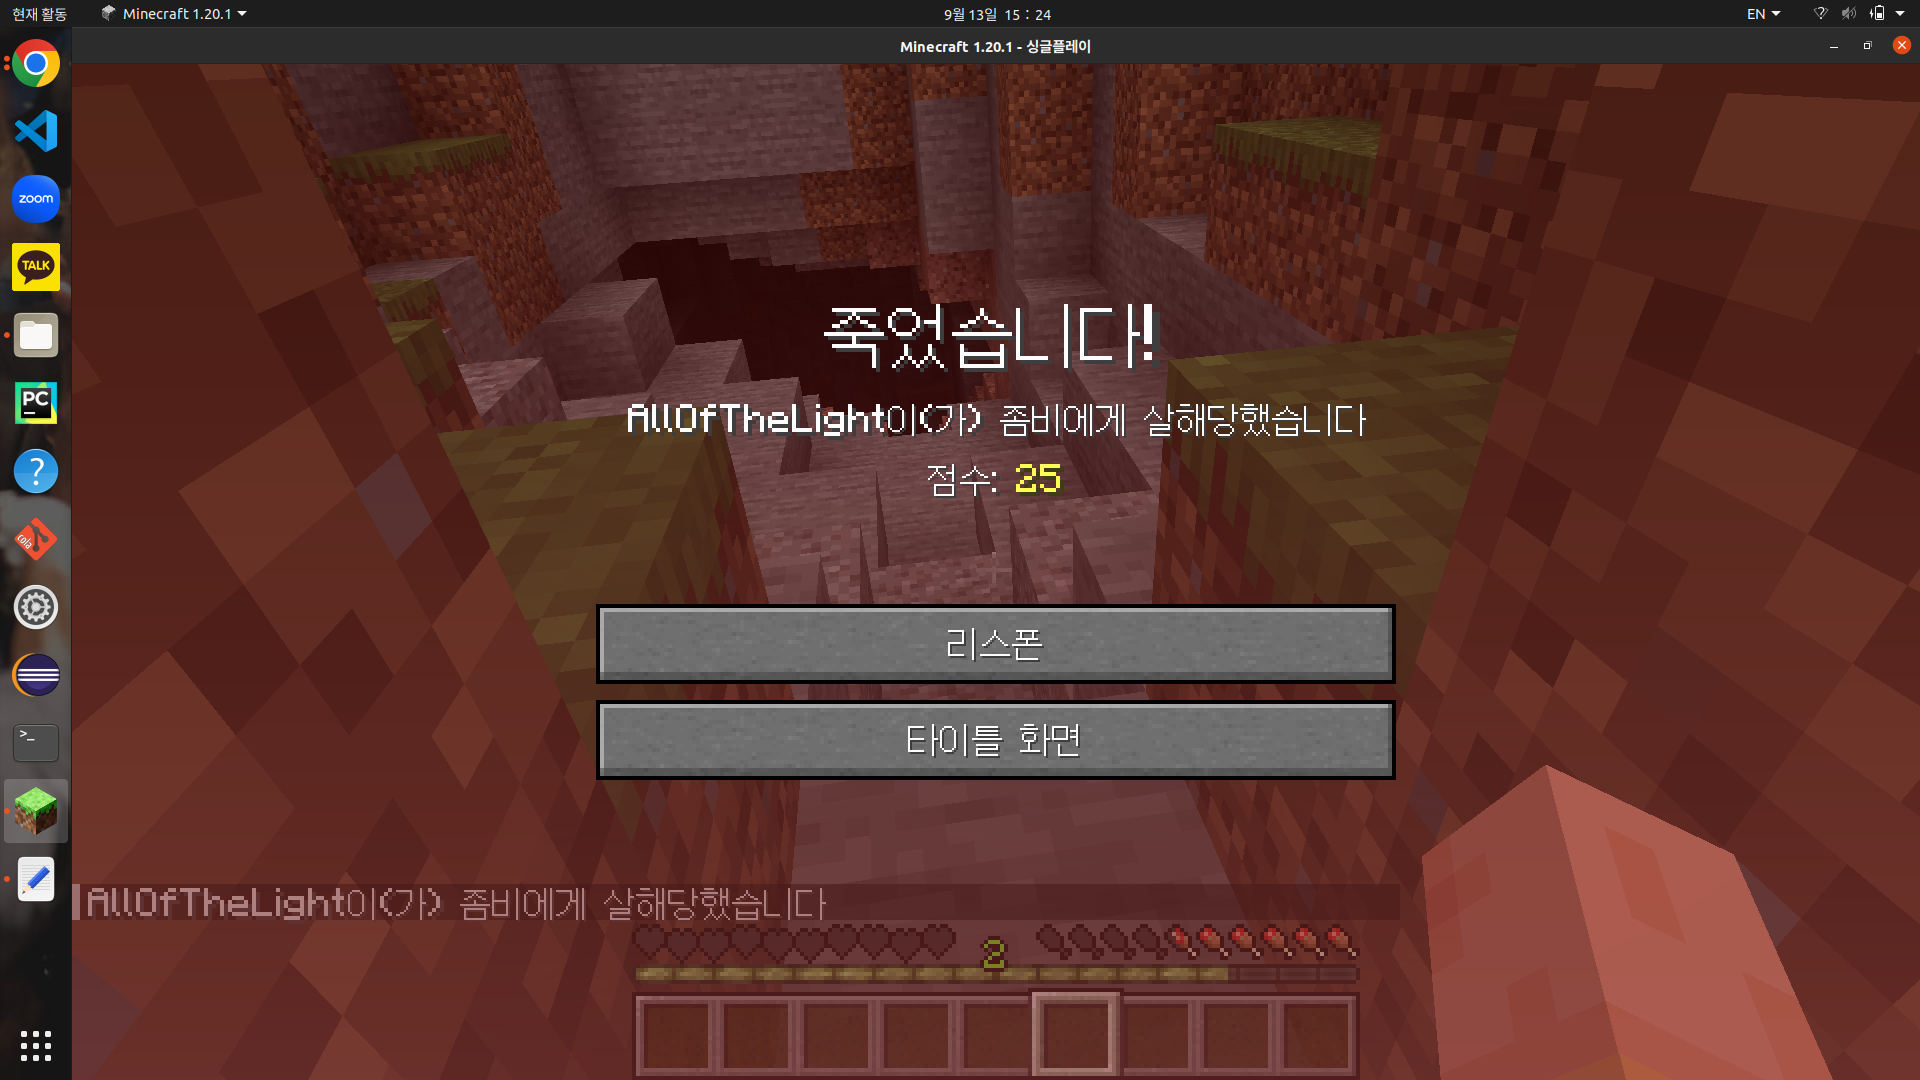 현재 활동
Minecraft 1.20.1
9월 13일 15 : 24
EN
Minecraft 1.20.1 - 싱글플레이
zoom
TALK
PC
?
cola
>_
죽었습니다!
AllOfTheLight이(가) 좀비에게 살해당했습니다
점수: 25
리스폰
타이틀 화면
AllOfTheLight이(가) 좀비에게 살해당했습니다
2